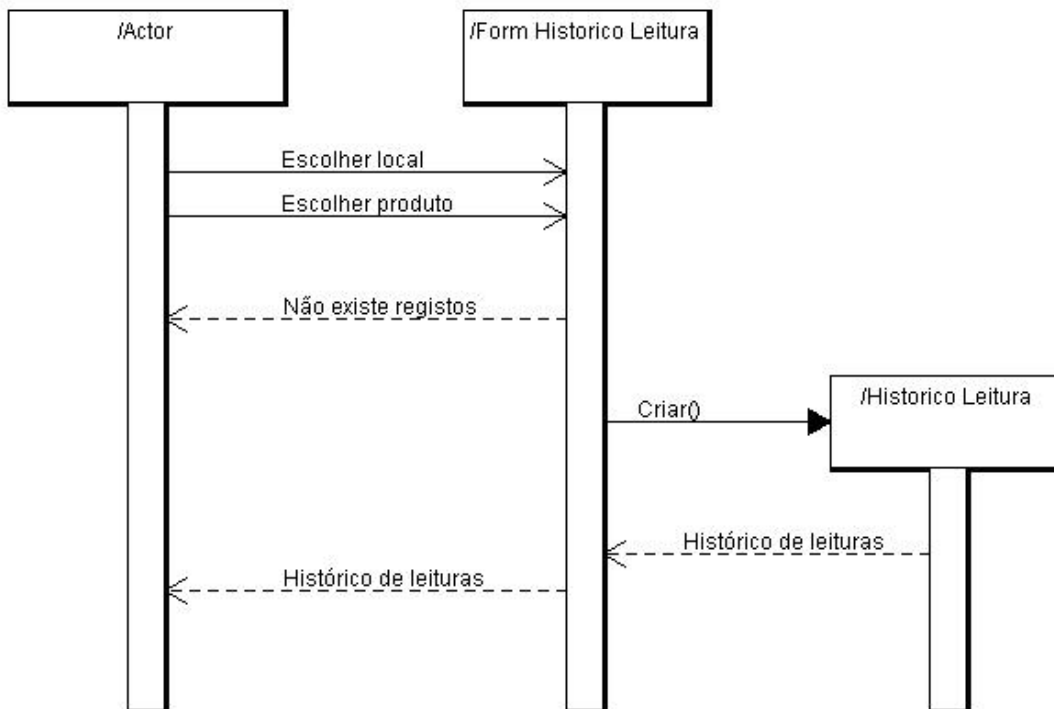 /Actor
/Form Historico Leitura
Escolher local
Escolher produto
Não existe registos
/Historico Leitura
Criar()
Histórico de leituras
Histórico de leituras